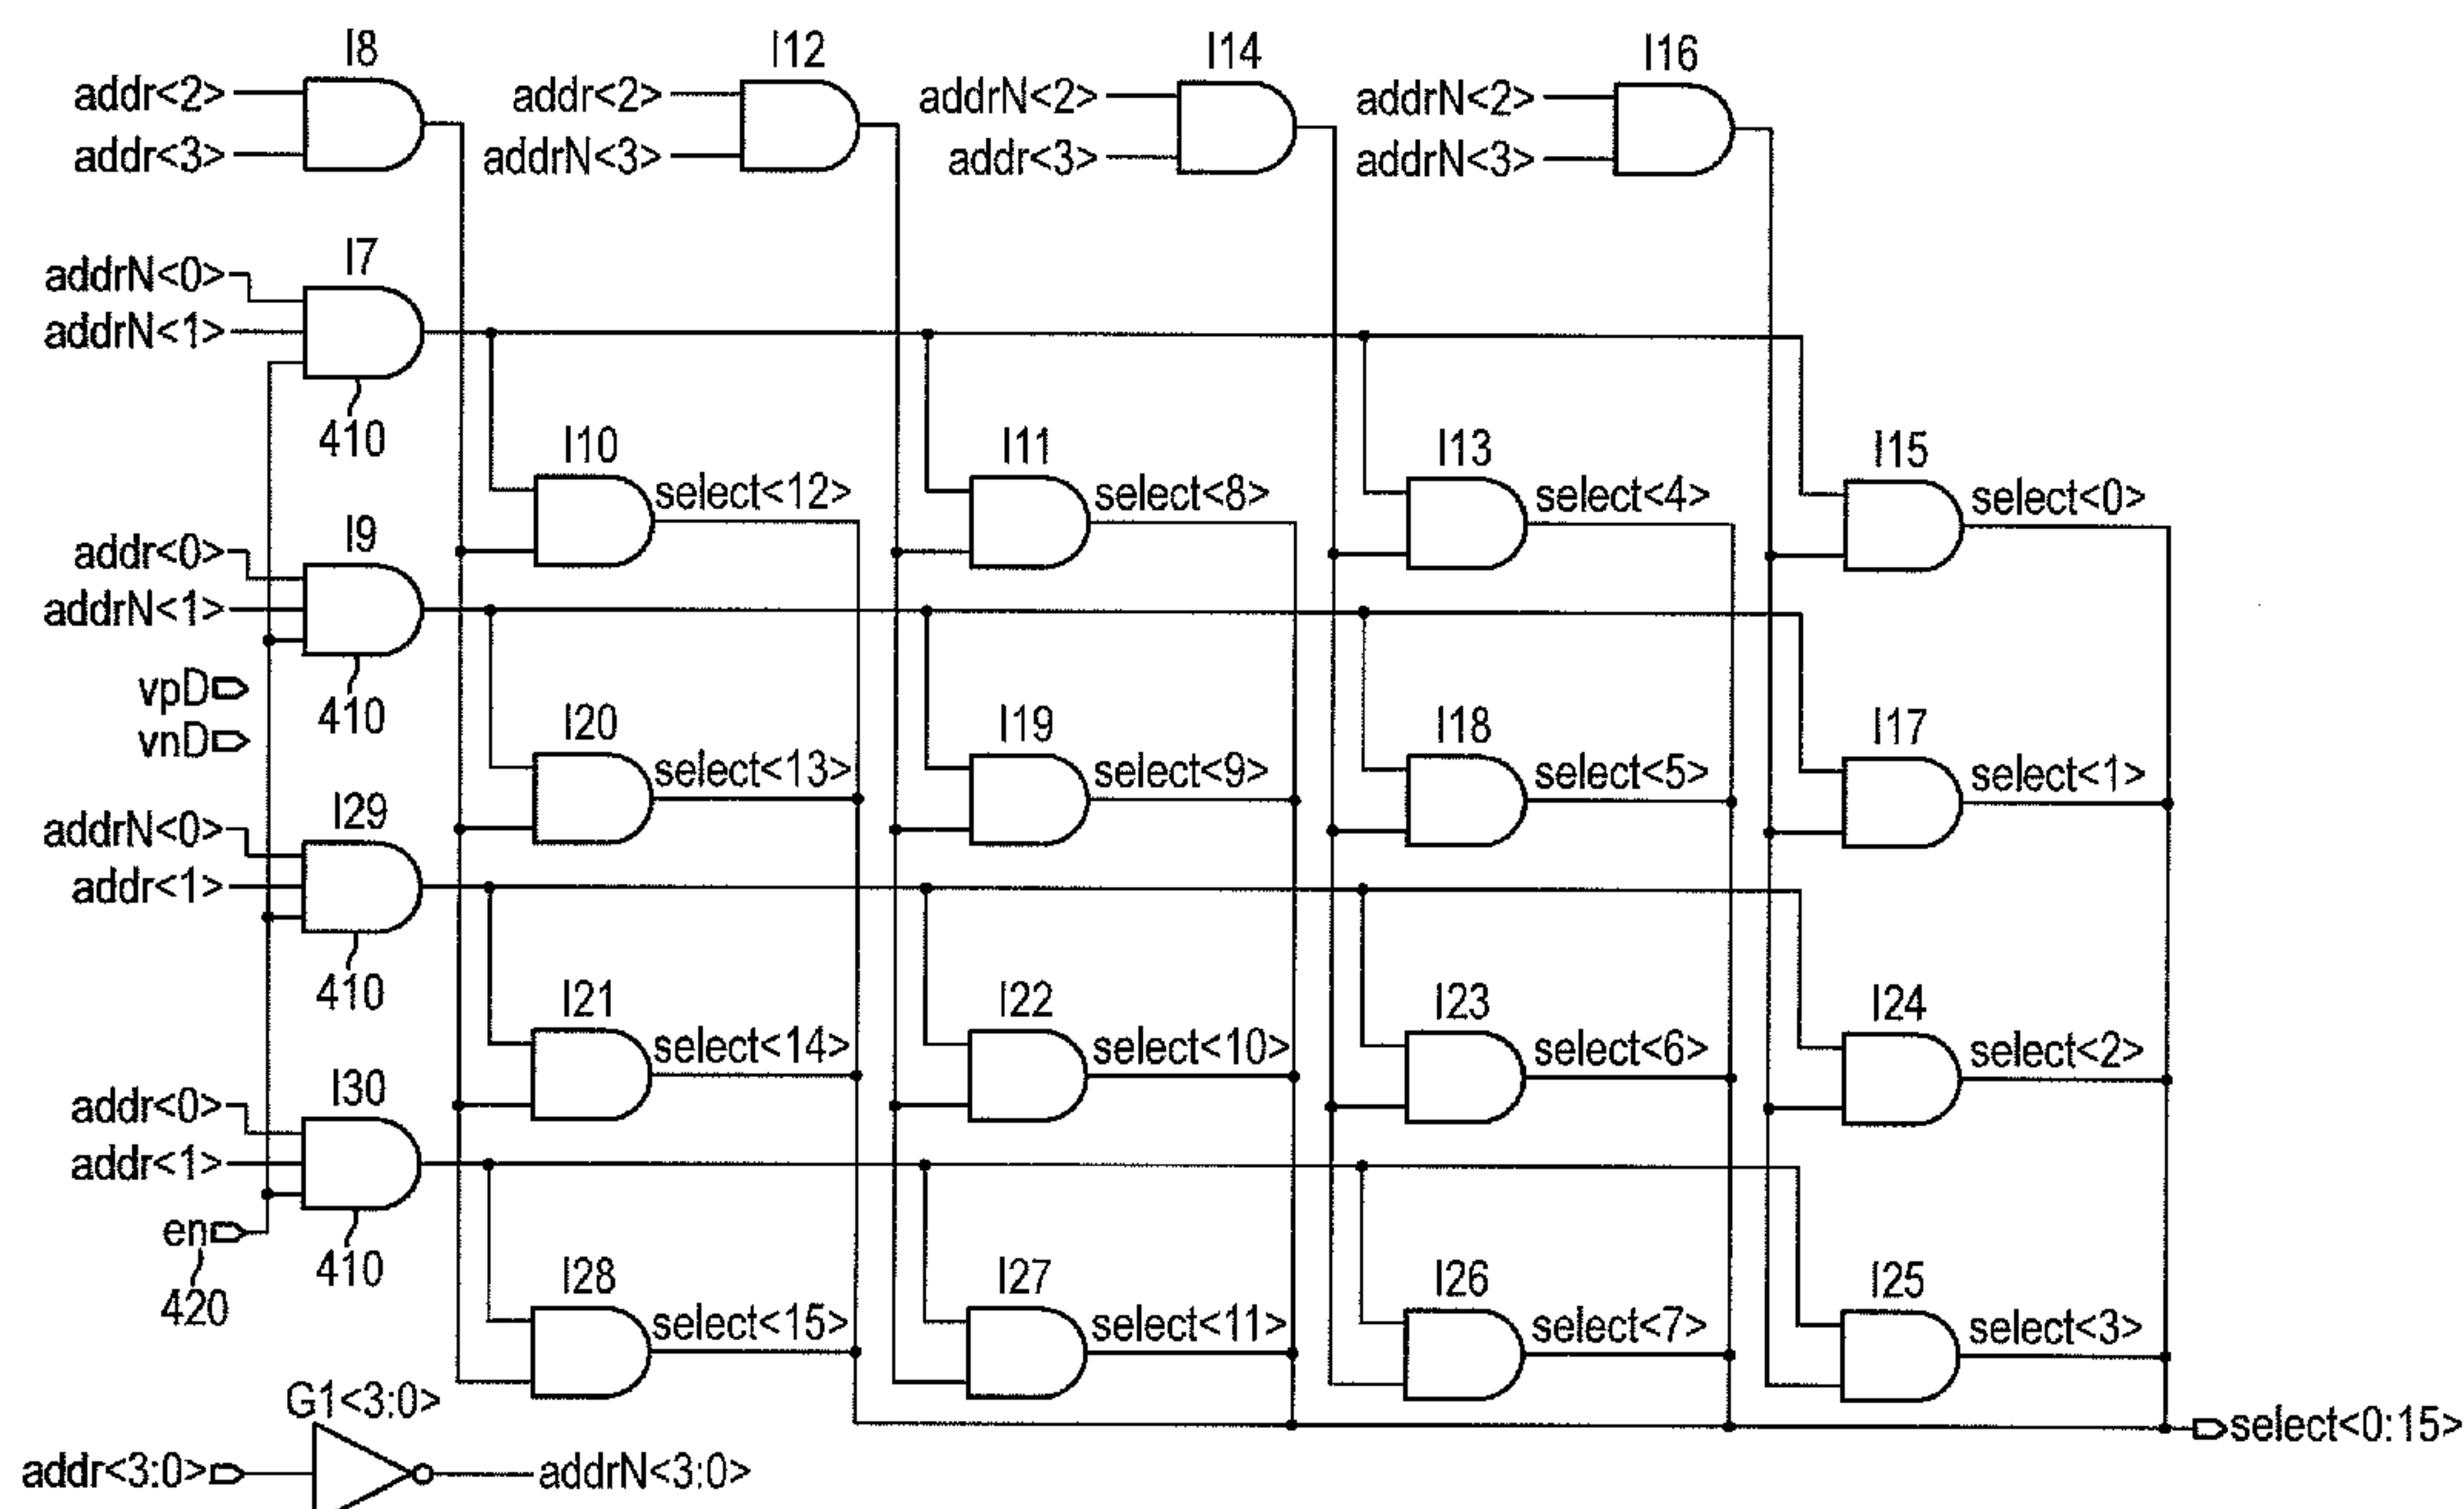 I8
I12
I14
I16
addr<2>
addr<3>
addr<2>
addrN<3>
addrN<2>
addr<3>
addrN<2>
addrN<3>
I7
addrN<0>
addrN<1>
410
I10
select<12>
I11
select<8>
I13
select<4>
I15
select<0>
I9
addr<0>
addrN<1>
410
vpD
vnD
I20
select<13>
I19
select<9>
I18
select<5>
I17
select<1>
I29
addrN<0>
addr<1>
410
I21
select<14>
I22
select<10>
I23
select<6>
I24
select<2>
I30
addr<0>
addr<1>
en
420
410
I28
select<15>
I27
select<11>
I26
select<7>
I25
select<3>
G1<3:0>
addr<3:0>
addrN<3:0>
select<0:15>